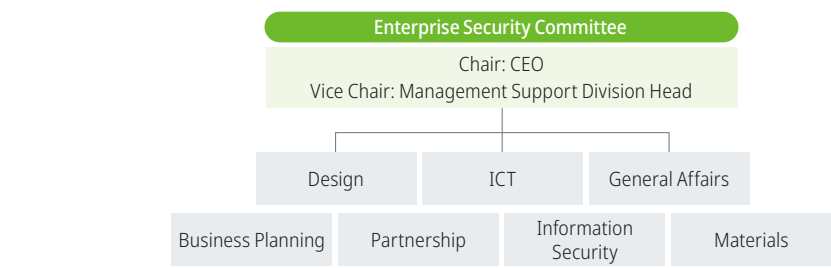 Enterprise Security Committee
Chair: CEO
Vice Chair: Management Support Division Head
Design
ICT
General Affairs
Business Planning
Partnership
Information
Security
Materials